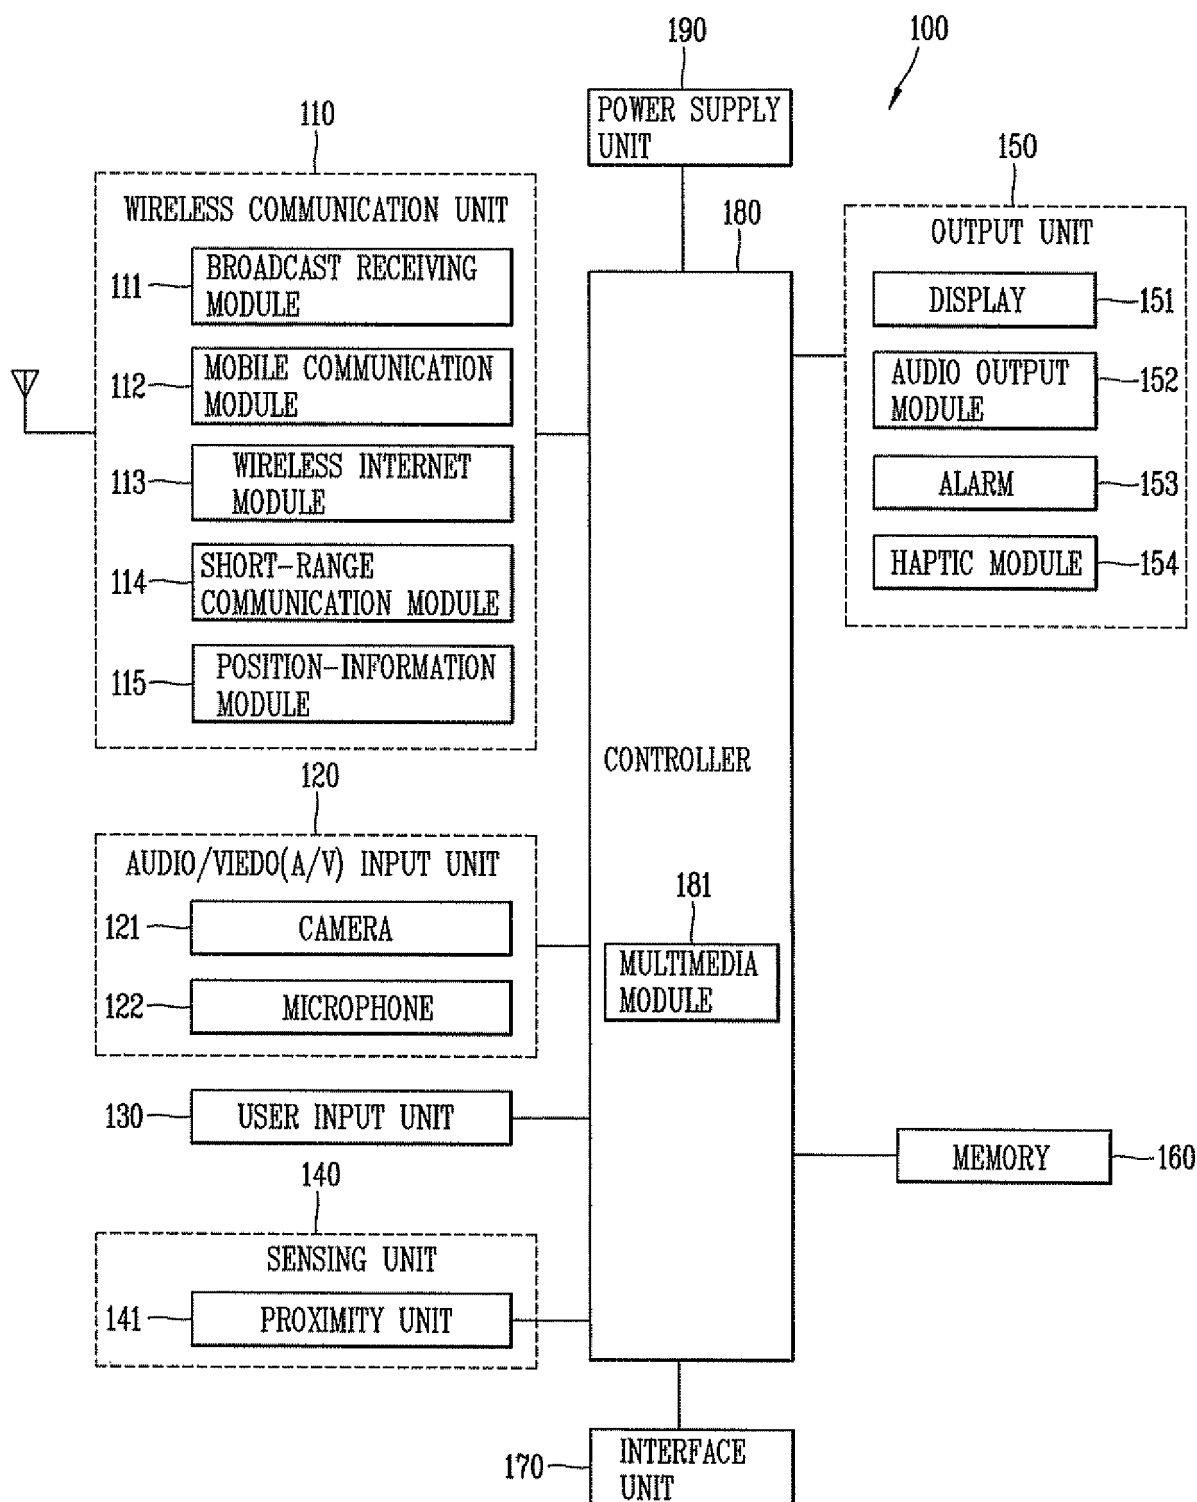 190
100
POWER SUPPLY
UNIT
110
WIRELESS COMMUNICATION UNIT
111
BROADCAST RECEIVING
MODULE
112
MOBILE COMMUNICATION
MODULE
113
WIRELESS INTERNET
MODULE
114
SHORT-RANGE
COMMUNICATION MODULE
115
POSITION-INFORMATION
MODULE
180
CONTROLLER
181
MULTIMEDIA
MODULE
150
OUTPUT UNIT
DISPLAY
151
AUDIO OUTPUT
MODULE
152
ALARM
153
HAPTIC MODULE
154
120
AUDIO/VIEDO(A/V) INPUT UNIT
121
CAMERA
122
MICROPHONE
130
USER INPUT UNIT
140
SENSING UNIT
141
PROXIMITY UNIT
MEMORY
160
170
INTERFACE
UNIT